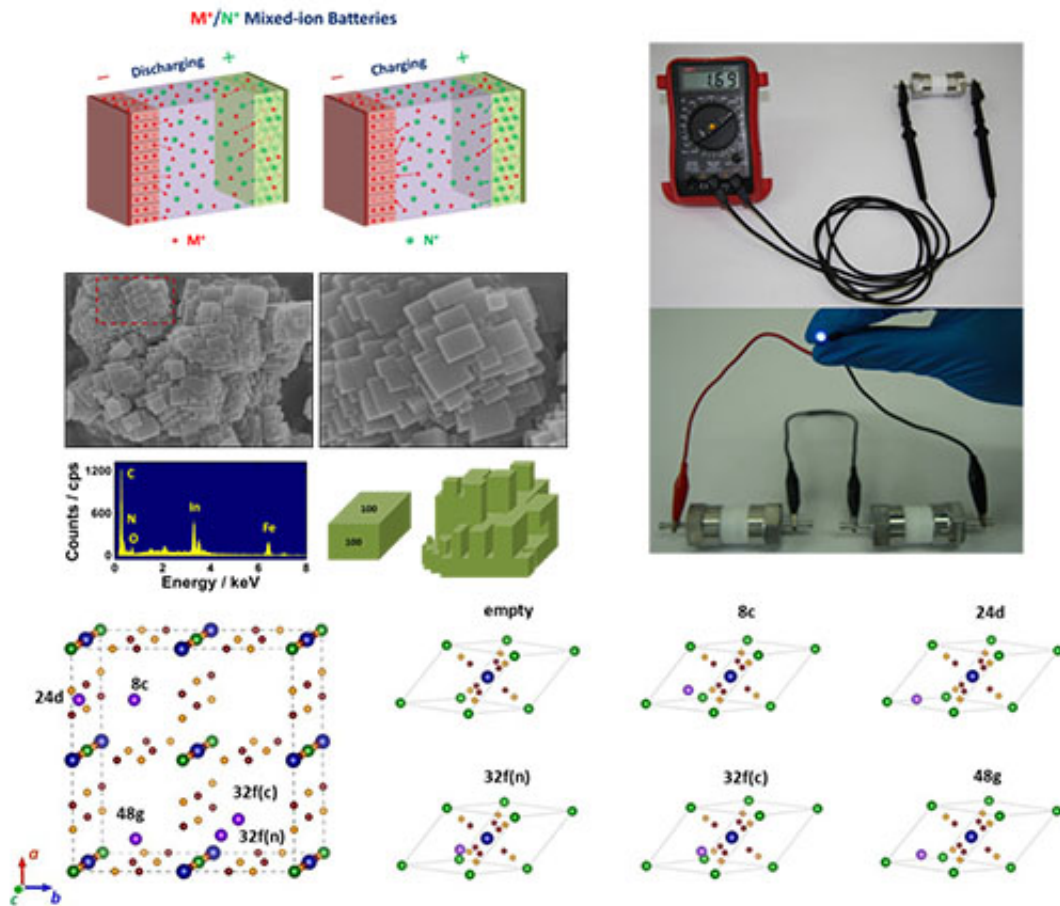 M⁺/N⁺ Mixed-ion Batteries
− Discharging +
− Charging +
M⁺
N⁺
1.69
Counts / cps
1200
600
0
C
N
O
In
Fe
0 2 4 6 8
Energy / keV
100
100
empty
8c
24d
24d
8c
48g
32f(c)
32f(n)
32f(n)
32f(c)
48g
a
c
b